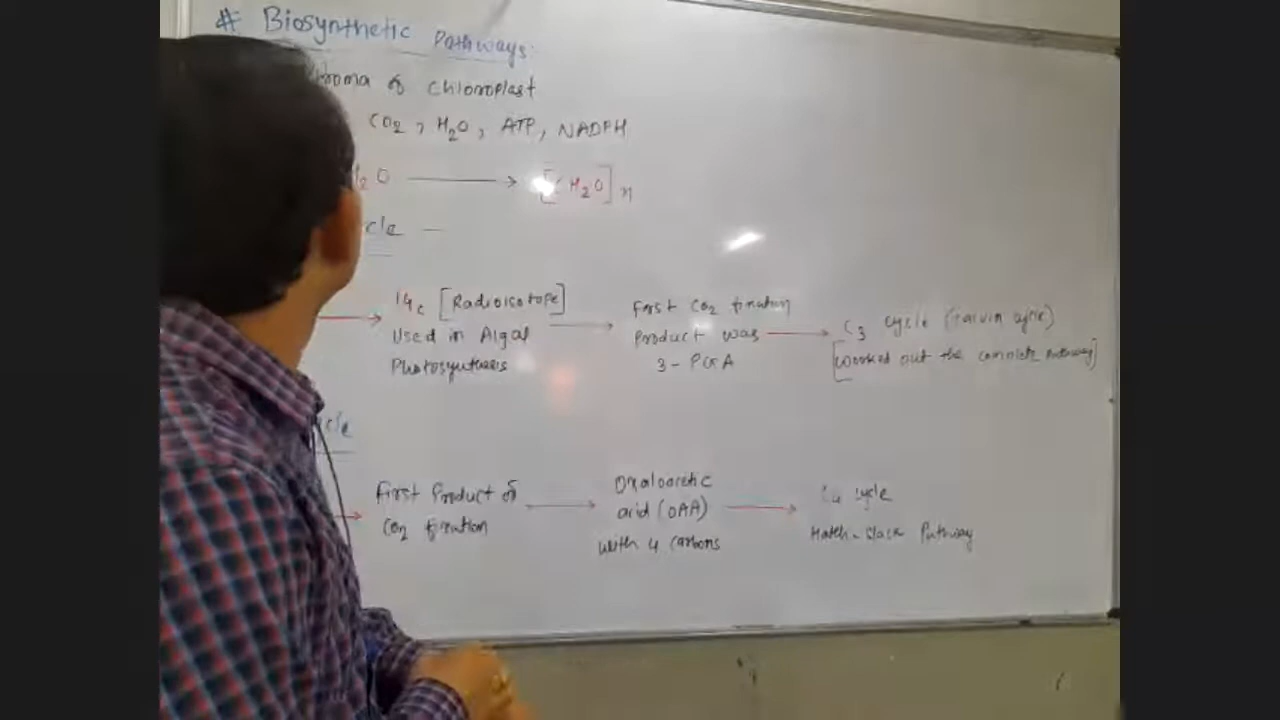 # Biosynthetic Pathways:
stroma of chloroplast
CO2, H2O, ATP, NADPH
H2O → [CH2O]n
cle —
14c [Radioisotope]
Used in Algal
Photosynthesis
→ First CO2 fixation
Product was
3-PGA
→ C3 cycle (Calvin cycle)
[worked out the complete pathway]
cle
→ First Product of
CO2 fixation
→ Oxaloacetic
acid (OAA)
with 4 carbons
→ C4 cycle
Hatch-Slack Pathway